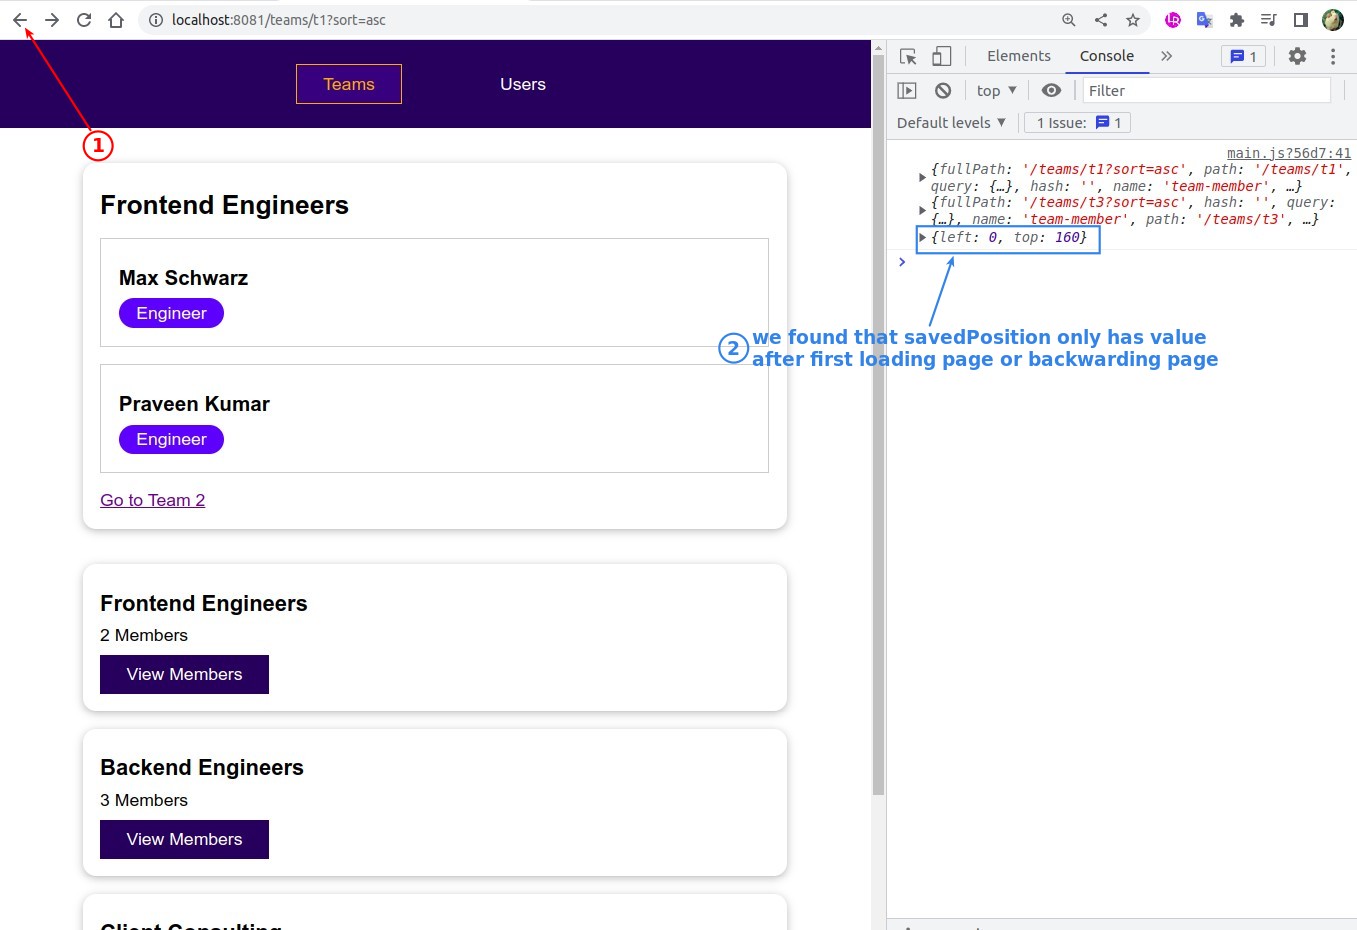 localhost:8081/teams/t1?sort=asc
Teams
Users
1
Frontend Engineers
Max Schwarz
Engineer
Praveen Kumar
Engineer
Go to Team 2
Frontend Engineers
2 Members
View Members
Backend Engineers
3 Members
View Members
Client Consulting
Elements
Console
1
top
Filter
Default levels
1 Issue:
1
main.js?56d7:41
{fullPath: '/teams/t1?sort=asc', path: '/teams/t1',
query: {…}, hash: '', name: 'team-member', …}
{fullPath: '/teams/t3?sort=asc', hash: '', query:
{…}, name: 'team-member', path: '/teams/t3', …}
{left: 0, top: 160}
2
we found that savedPosition only has value
after first loading page or backwarding page